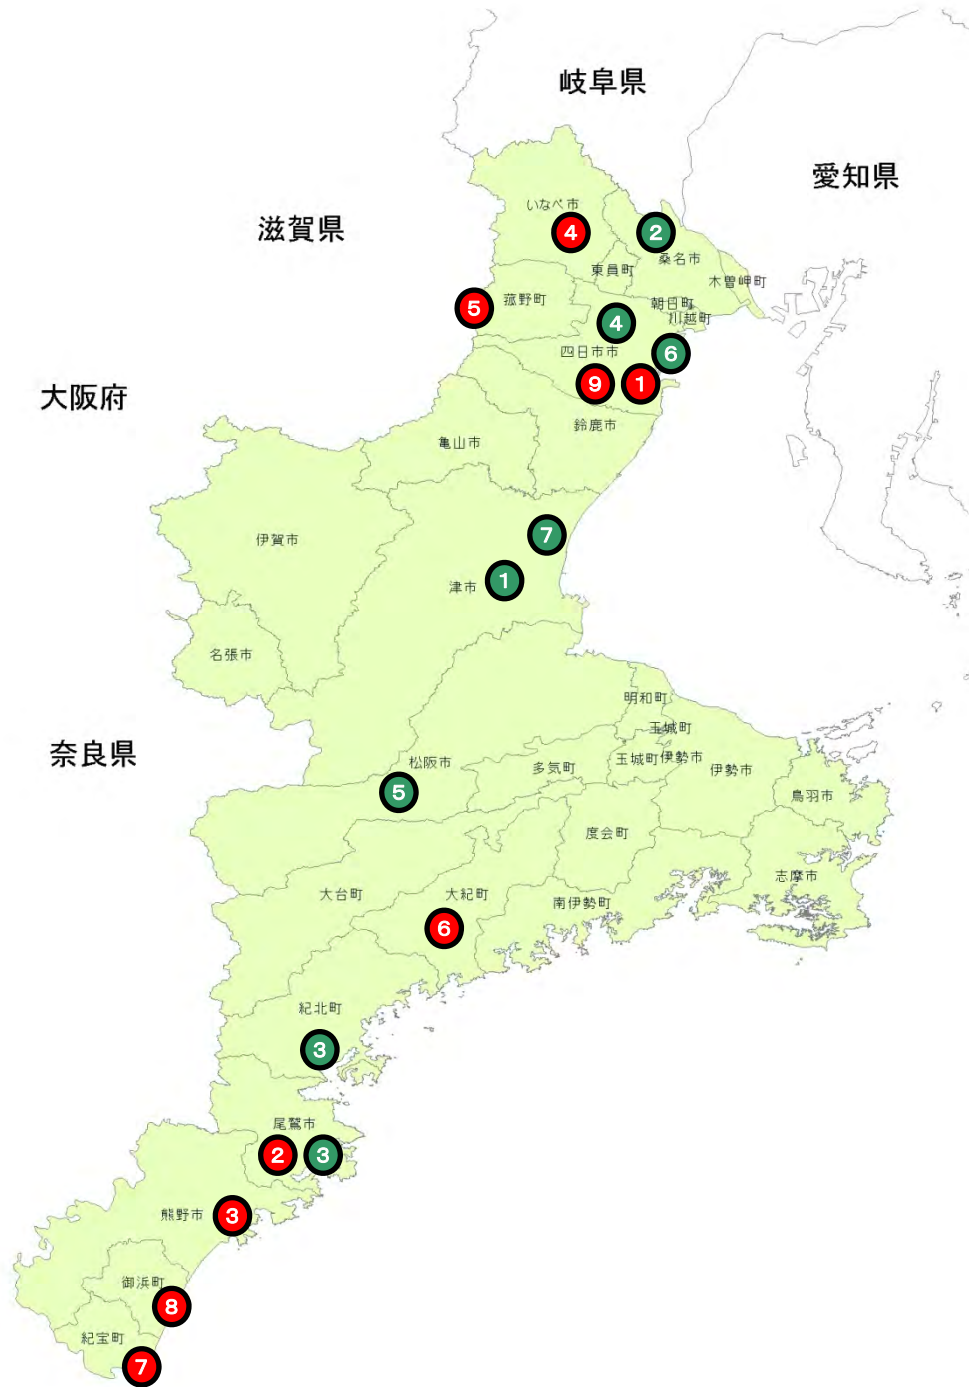 岐阜県
愛知県
滋賀県
いなべ市
4
2
桑名市
東員町
木曽岬町
菰野町
朝日町
5
川越町
4
四日市市
6
9
1
大阪府
鈴鹿市
亀山市
7
伊賀市
1
津市
名張市
明和町
玉城町
奈良県
松阪市
多気町
玉城町
伊勢市
伊勢市
5
鳥羽市
度会町
志摩市
大台町
大紀町
南伊勢町
6
紀北町
3
尾鷲市
2
3
熊野市
3
御浜町
8
紀宝町
7